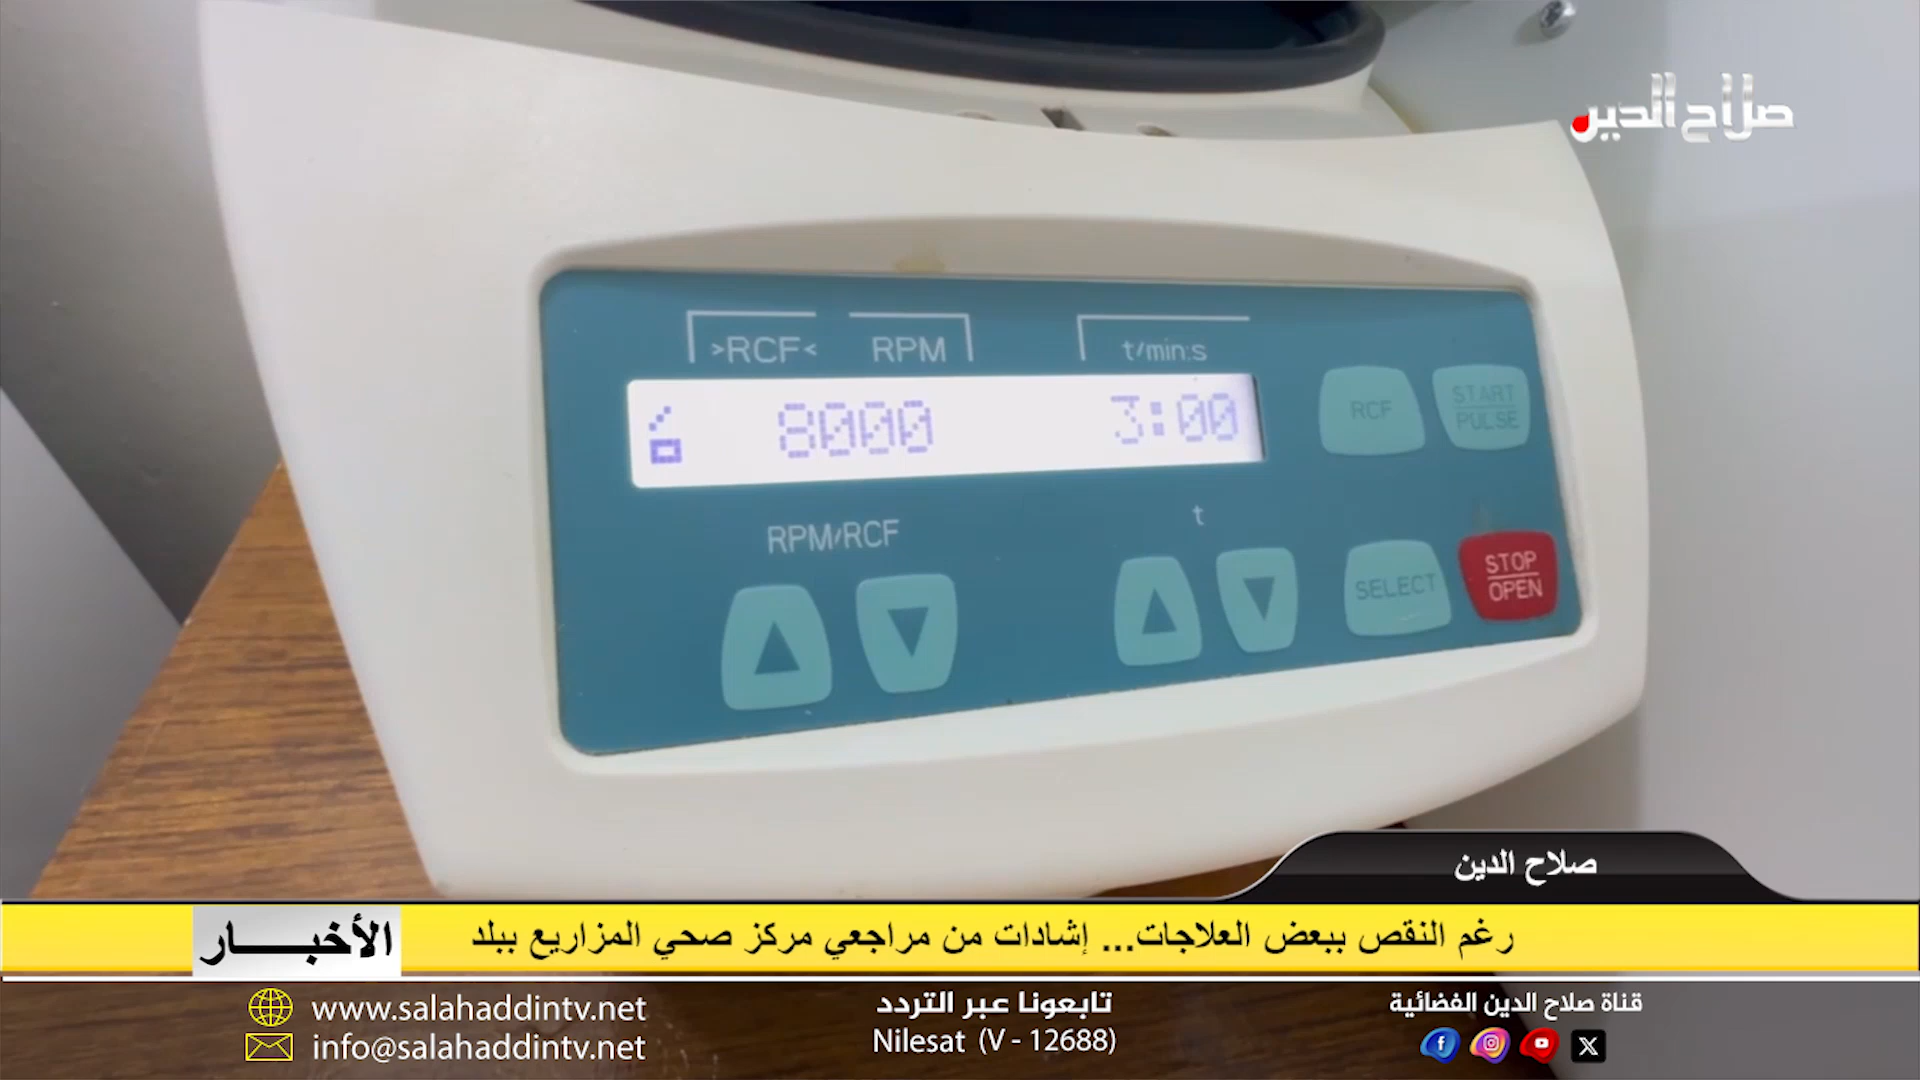 صلاح الدين
>RCF< RPM t/min:s
8000 3:00
RCF
START
PULSE
RPM/RCF t
SELECT
STOP
OPEN
صلاح الدين
رغم النقص ببعض العلاجات... إشادات من مراجعي مركز صحي المزاريع ببلد
الأخبـــار
قناة صلاح الدين الفضائية
تابعونا عبر التردد
Nilesat (V - 12688)
www.salahaddintv.net
info@salahaddintv.net